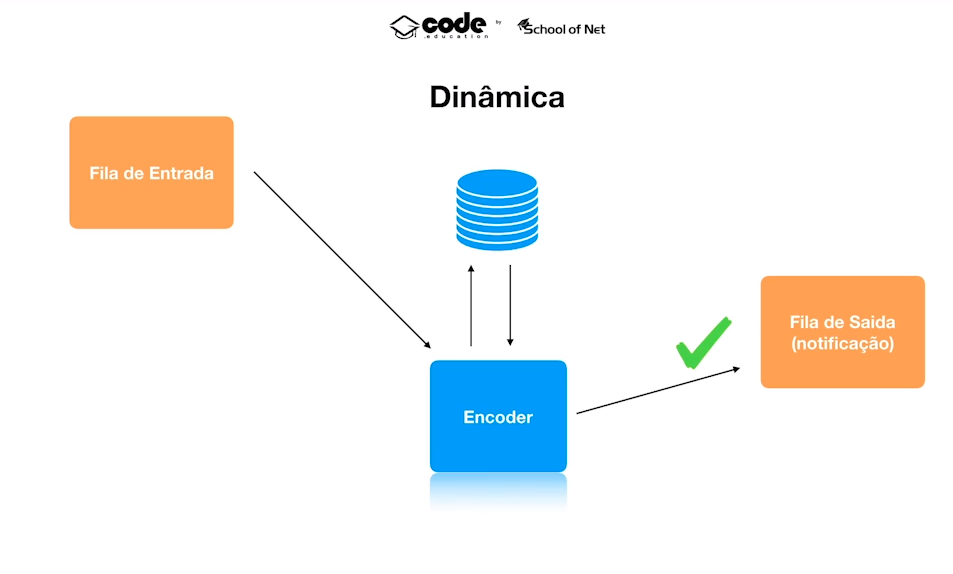 code
.education
by
School of Net
Dinâmica
Fila de Entrada
Fila de Saida
(notificação)
Encoder